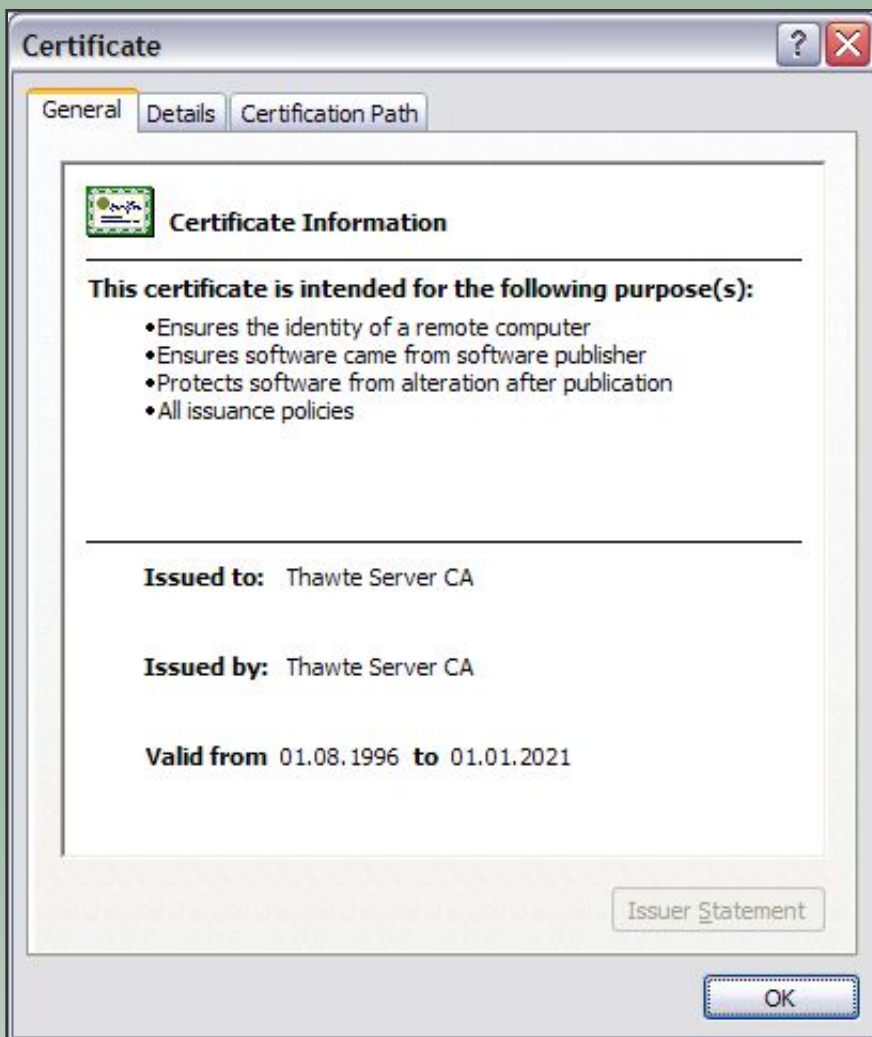 Certificate
General Details Certification Path
Certificate Information
This certificate is intended for the following purpose(s):
•Ensures the identity of a remote computer
•Ensures software came from software publisher
•Protects software from alteration after publication
•All issuance policies
Issued to: Thawte Server CA
Issued by: Thawte Server CA
Valid from 01.08.1996 to 01.01.2021
Issuer Statement
OK